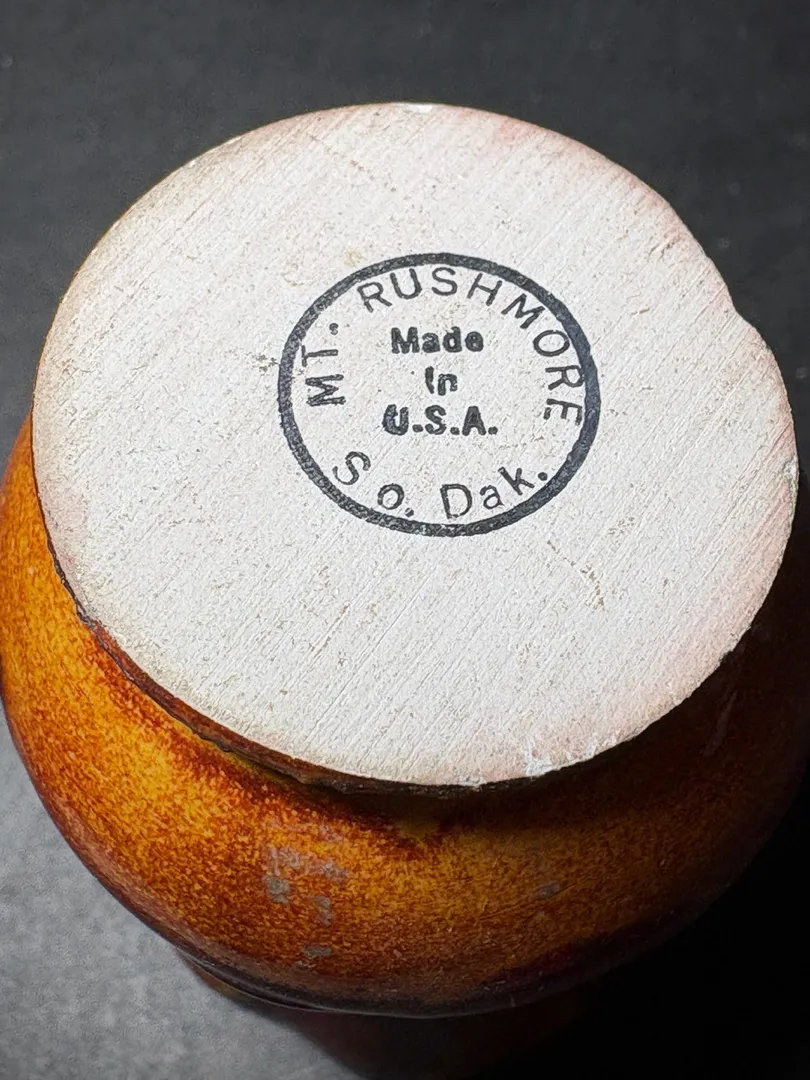 MT. RUSHMORE
Made
In
U.S.A.
So. Dak.